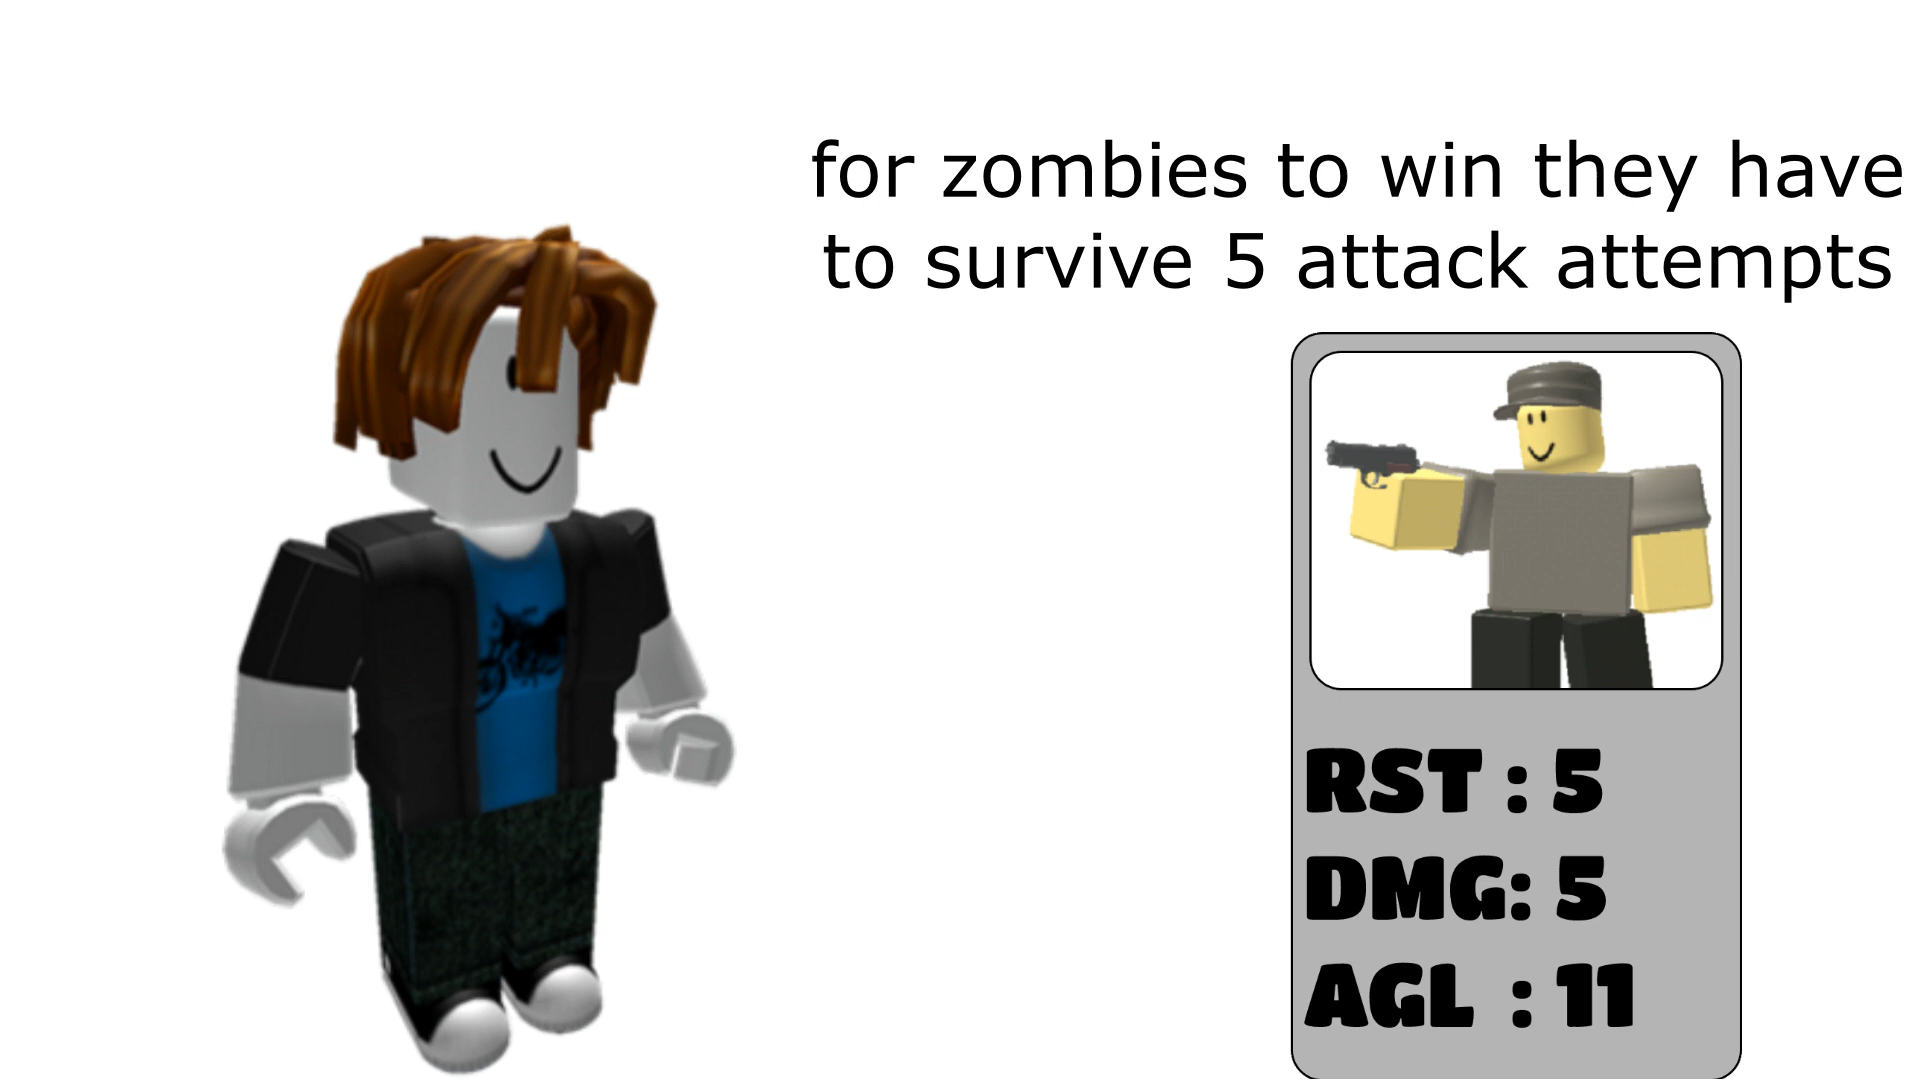 for zombies to win they have
to survive 5 attack attempts
RST : 5
DMG: 5
AGL : 11